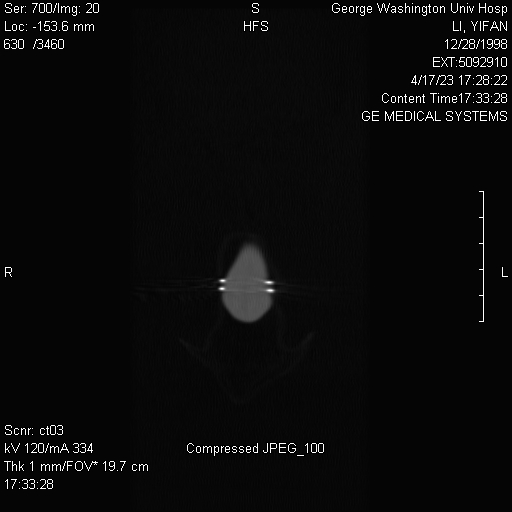 Ser: 700/Img: 20
Loc: -153.6 mm
630 /3460
S
HFS
George Washington Univ Hosp
LI, YIFAN
12/28/1998
EXT:5092910
4/17/23 17:28:22
Content Time17:33:28
GE MEDICAL SYSTEMS
R
L
Scnr: ct03
kV 120/mA 334
Thk 1 mm/FOV* 19.7 cm
17:33:28
Compressed JPEG_100